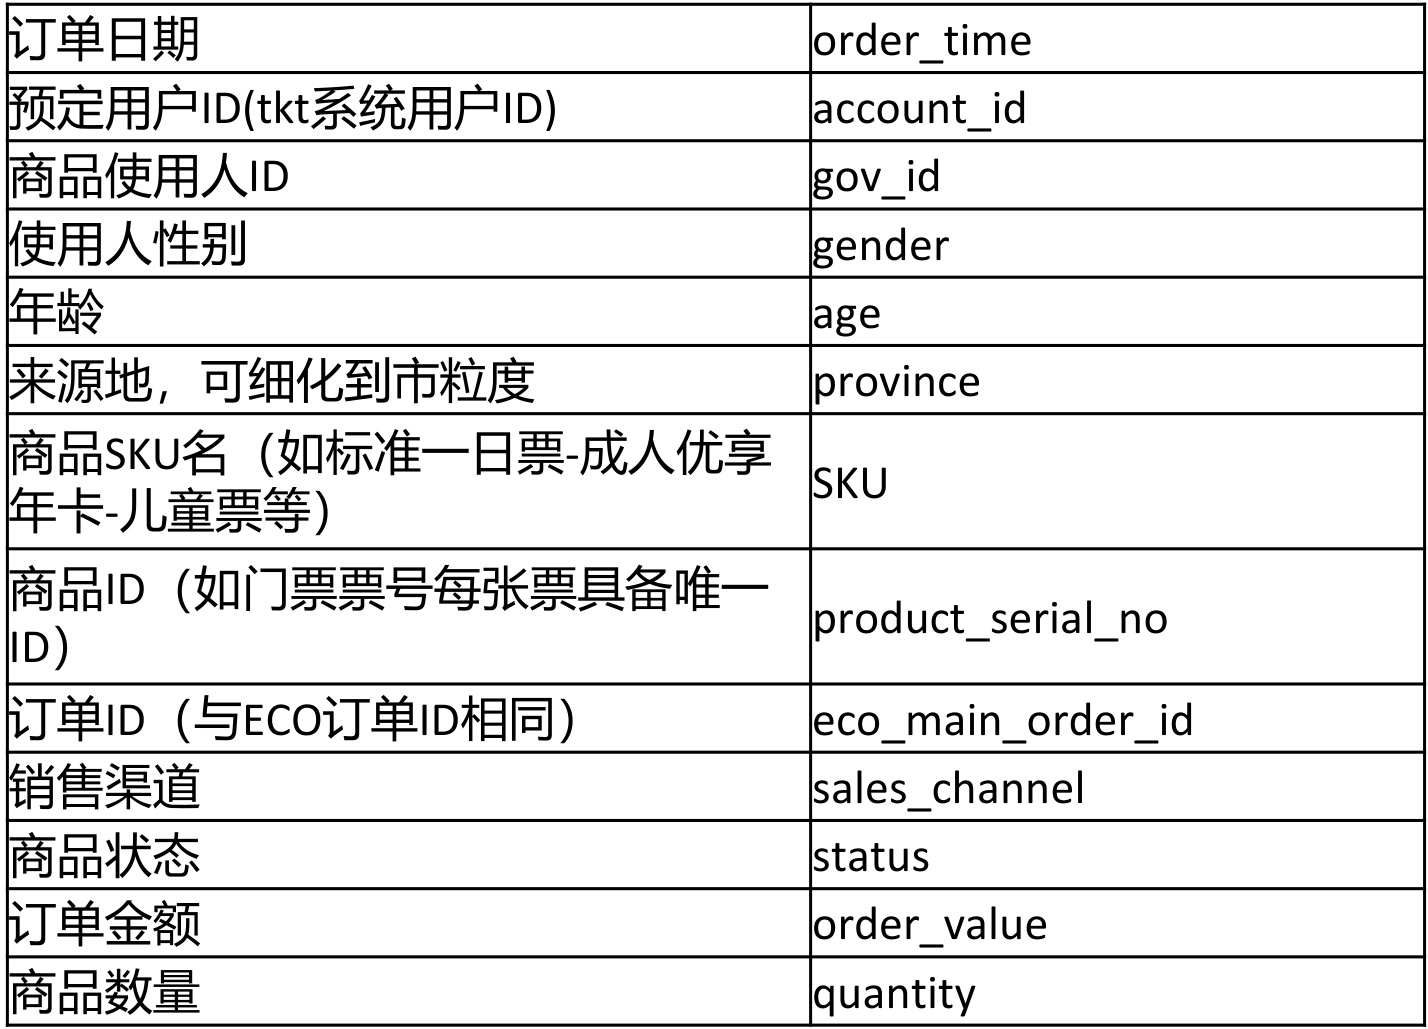 订单日期 order_time
预定用户ID(tkt系统用户ID) account_id
商品使用人ID gov_id
使用人性别 gender
年龄 age
来源地，可细化到市粒度 province
商品SKU名（如标准一日票-成人优享
年卡-儿童票等） SKU
商品ID（如门票票号每张票具备唯一
ID） product_serial_no
订单ID（与ECO订单ID相同） eco_main_order_id
销售渠道 sales_channel
商品状态 status
订单金额 order_value
商品数量 quantity